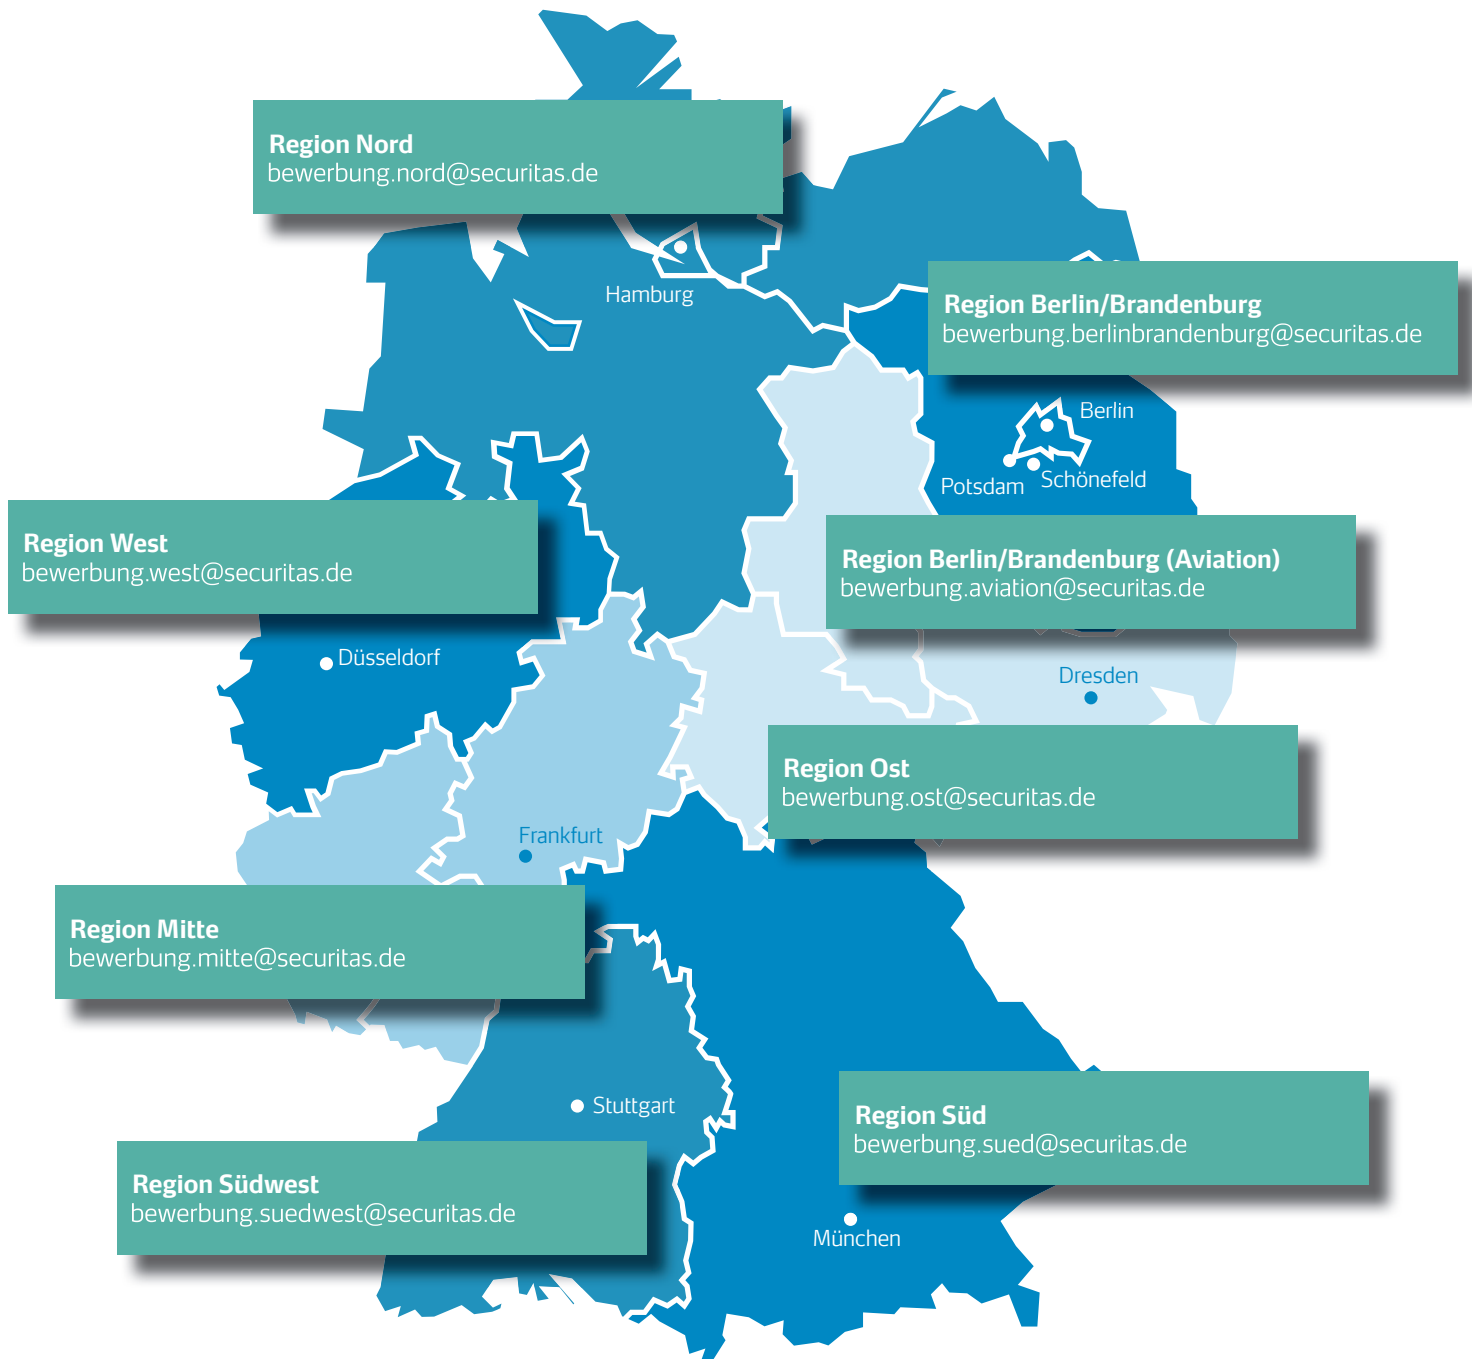 Region Nord
bewerbung.nord@securitas.de
Hamburg
Region Berlin/Brandenburg
bewerbung.berlinbrandenburg@securitas.de
Berlin
Potsdam
Schönefeld
Region West
bewerbung.west@securitas.de
Region Berlin/Brandenburg (Aviation)
bewerbung.aviation@securitas.de
Düsseldorf
Dresden
Region Ost
bewerbung.ost@securitas.de
Frankfurt
Region Mitte
bewerbung.mitte@securitas.de
Stuttgart
Region Süd
bewerbung.sued@securitas.de
Region Südwest
bewerbung.suedwest@securitas.de
München